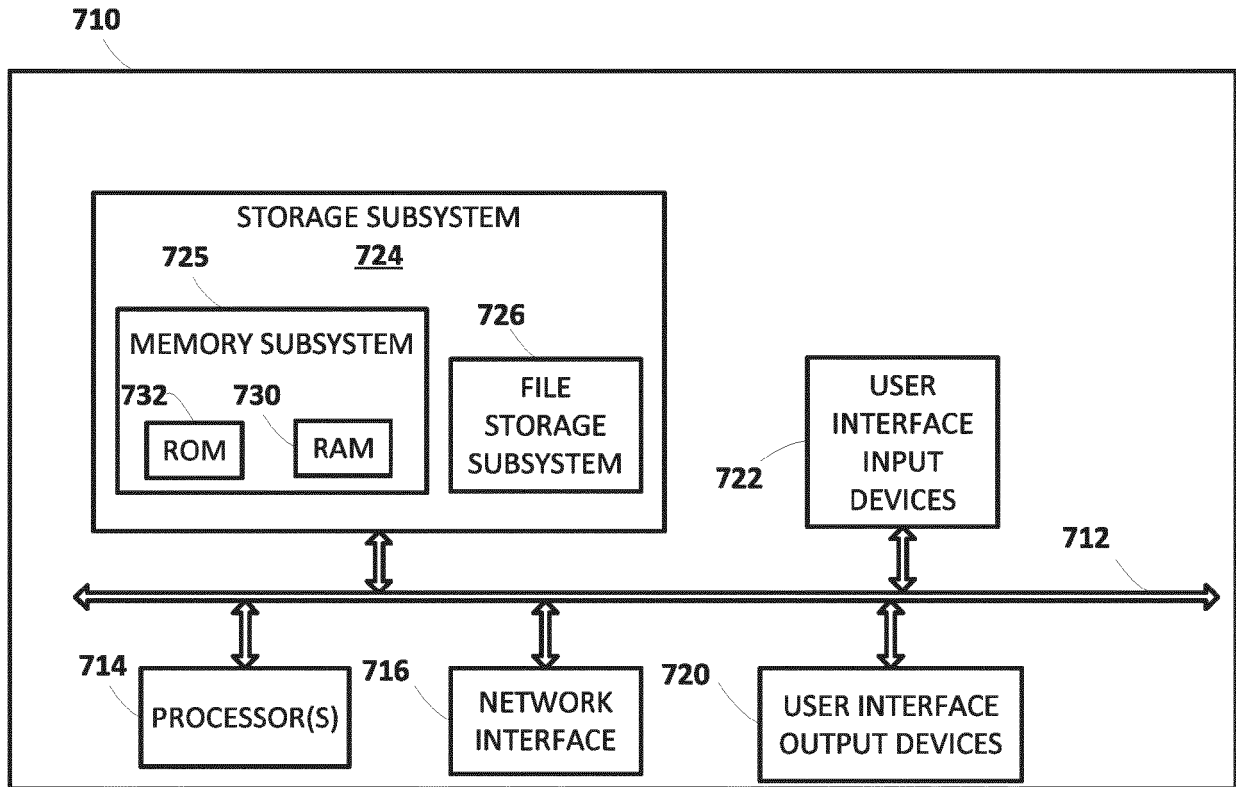 710
STORAGE SUBSYSTEM
724
725
MEMORY SUBSYSTEM
732
730
ROM
RAM
726
FILE
STORAGE
SUBSYSTEM
USER
INTERFACE
INPUT
DEVICES
722
712
714
PROCESSOR(S)
716
NETWORK
INTERFACE
720
USER INTERFACE
OUTPUT DEVICES